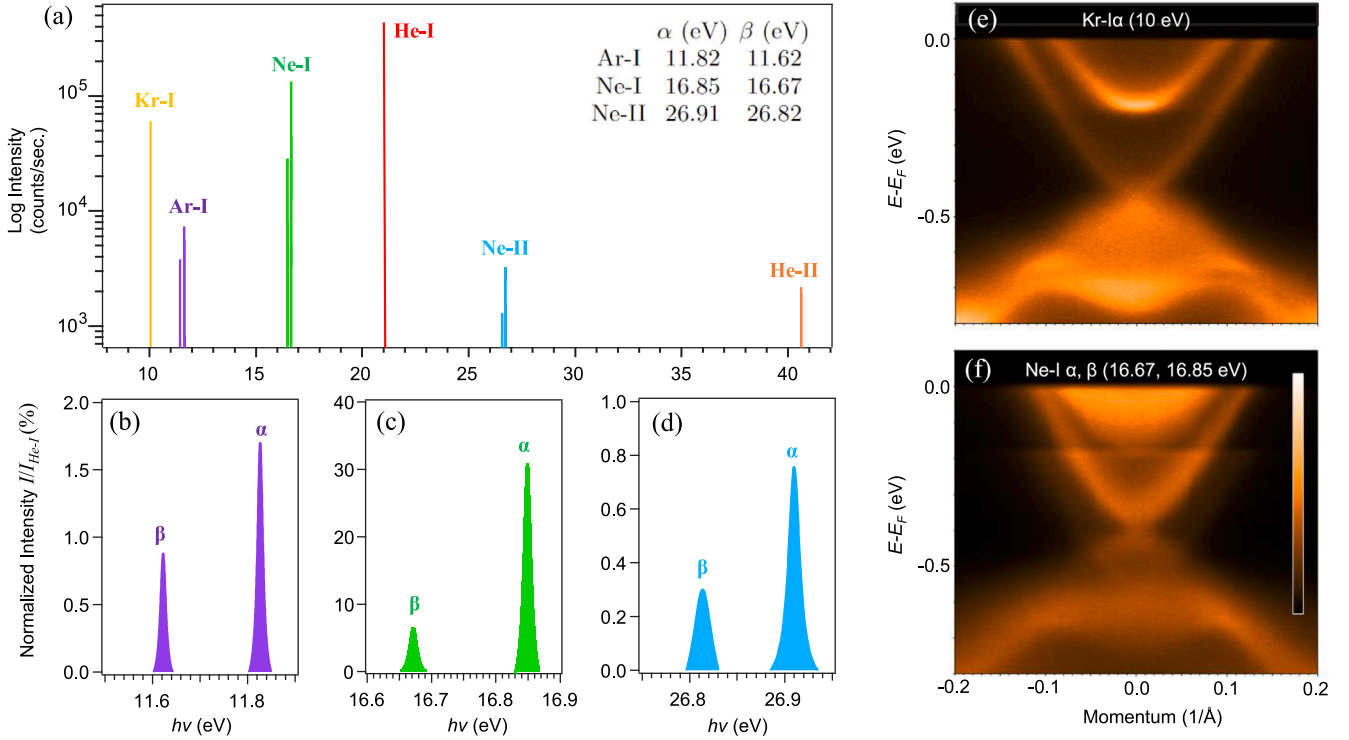 (a)
Log Intensity
(counts/sec.)
10⁵
10⁴
10³
Kr-I
Ar-I
Ne-I
He-I
Ne-II
He-II
α (eV) β (eV)
Ar-I 11.82 11.62
Ne-I 16.85 16.67
Ne-II 26.91 26.82
10 15 20 25 30 35 40
Normalized Intensity I/I_He-I (%)
(b)
2.0
1.5
1.0
0.5
0.0
β
α
11.6 11.8
hν (eV)
(c)
40
30
20
10
0
β
α
16.6 16.7 16.8 16.9
hν (eV)
(d)
1.0
0.8
0.6
0.4
0.2
0.0
β
α
26.8 26.9
hν (eV)
(e)
Kr-Iα (10 eV)
0.0
-0.5
E-E_F (eV)
(f)
Ne-I α, β (16.67, 16.85 eV)
0.0
-0.5
E-E_F (eV)
-0.2 -0.1 0.0 0.1 0.2
Momentum (1/Å)